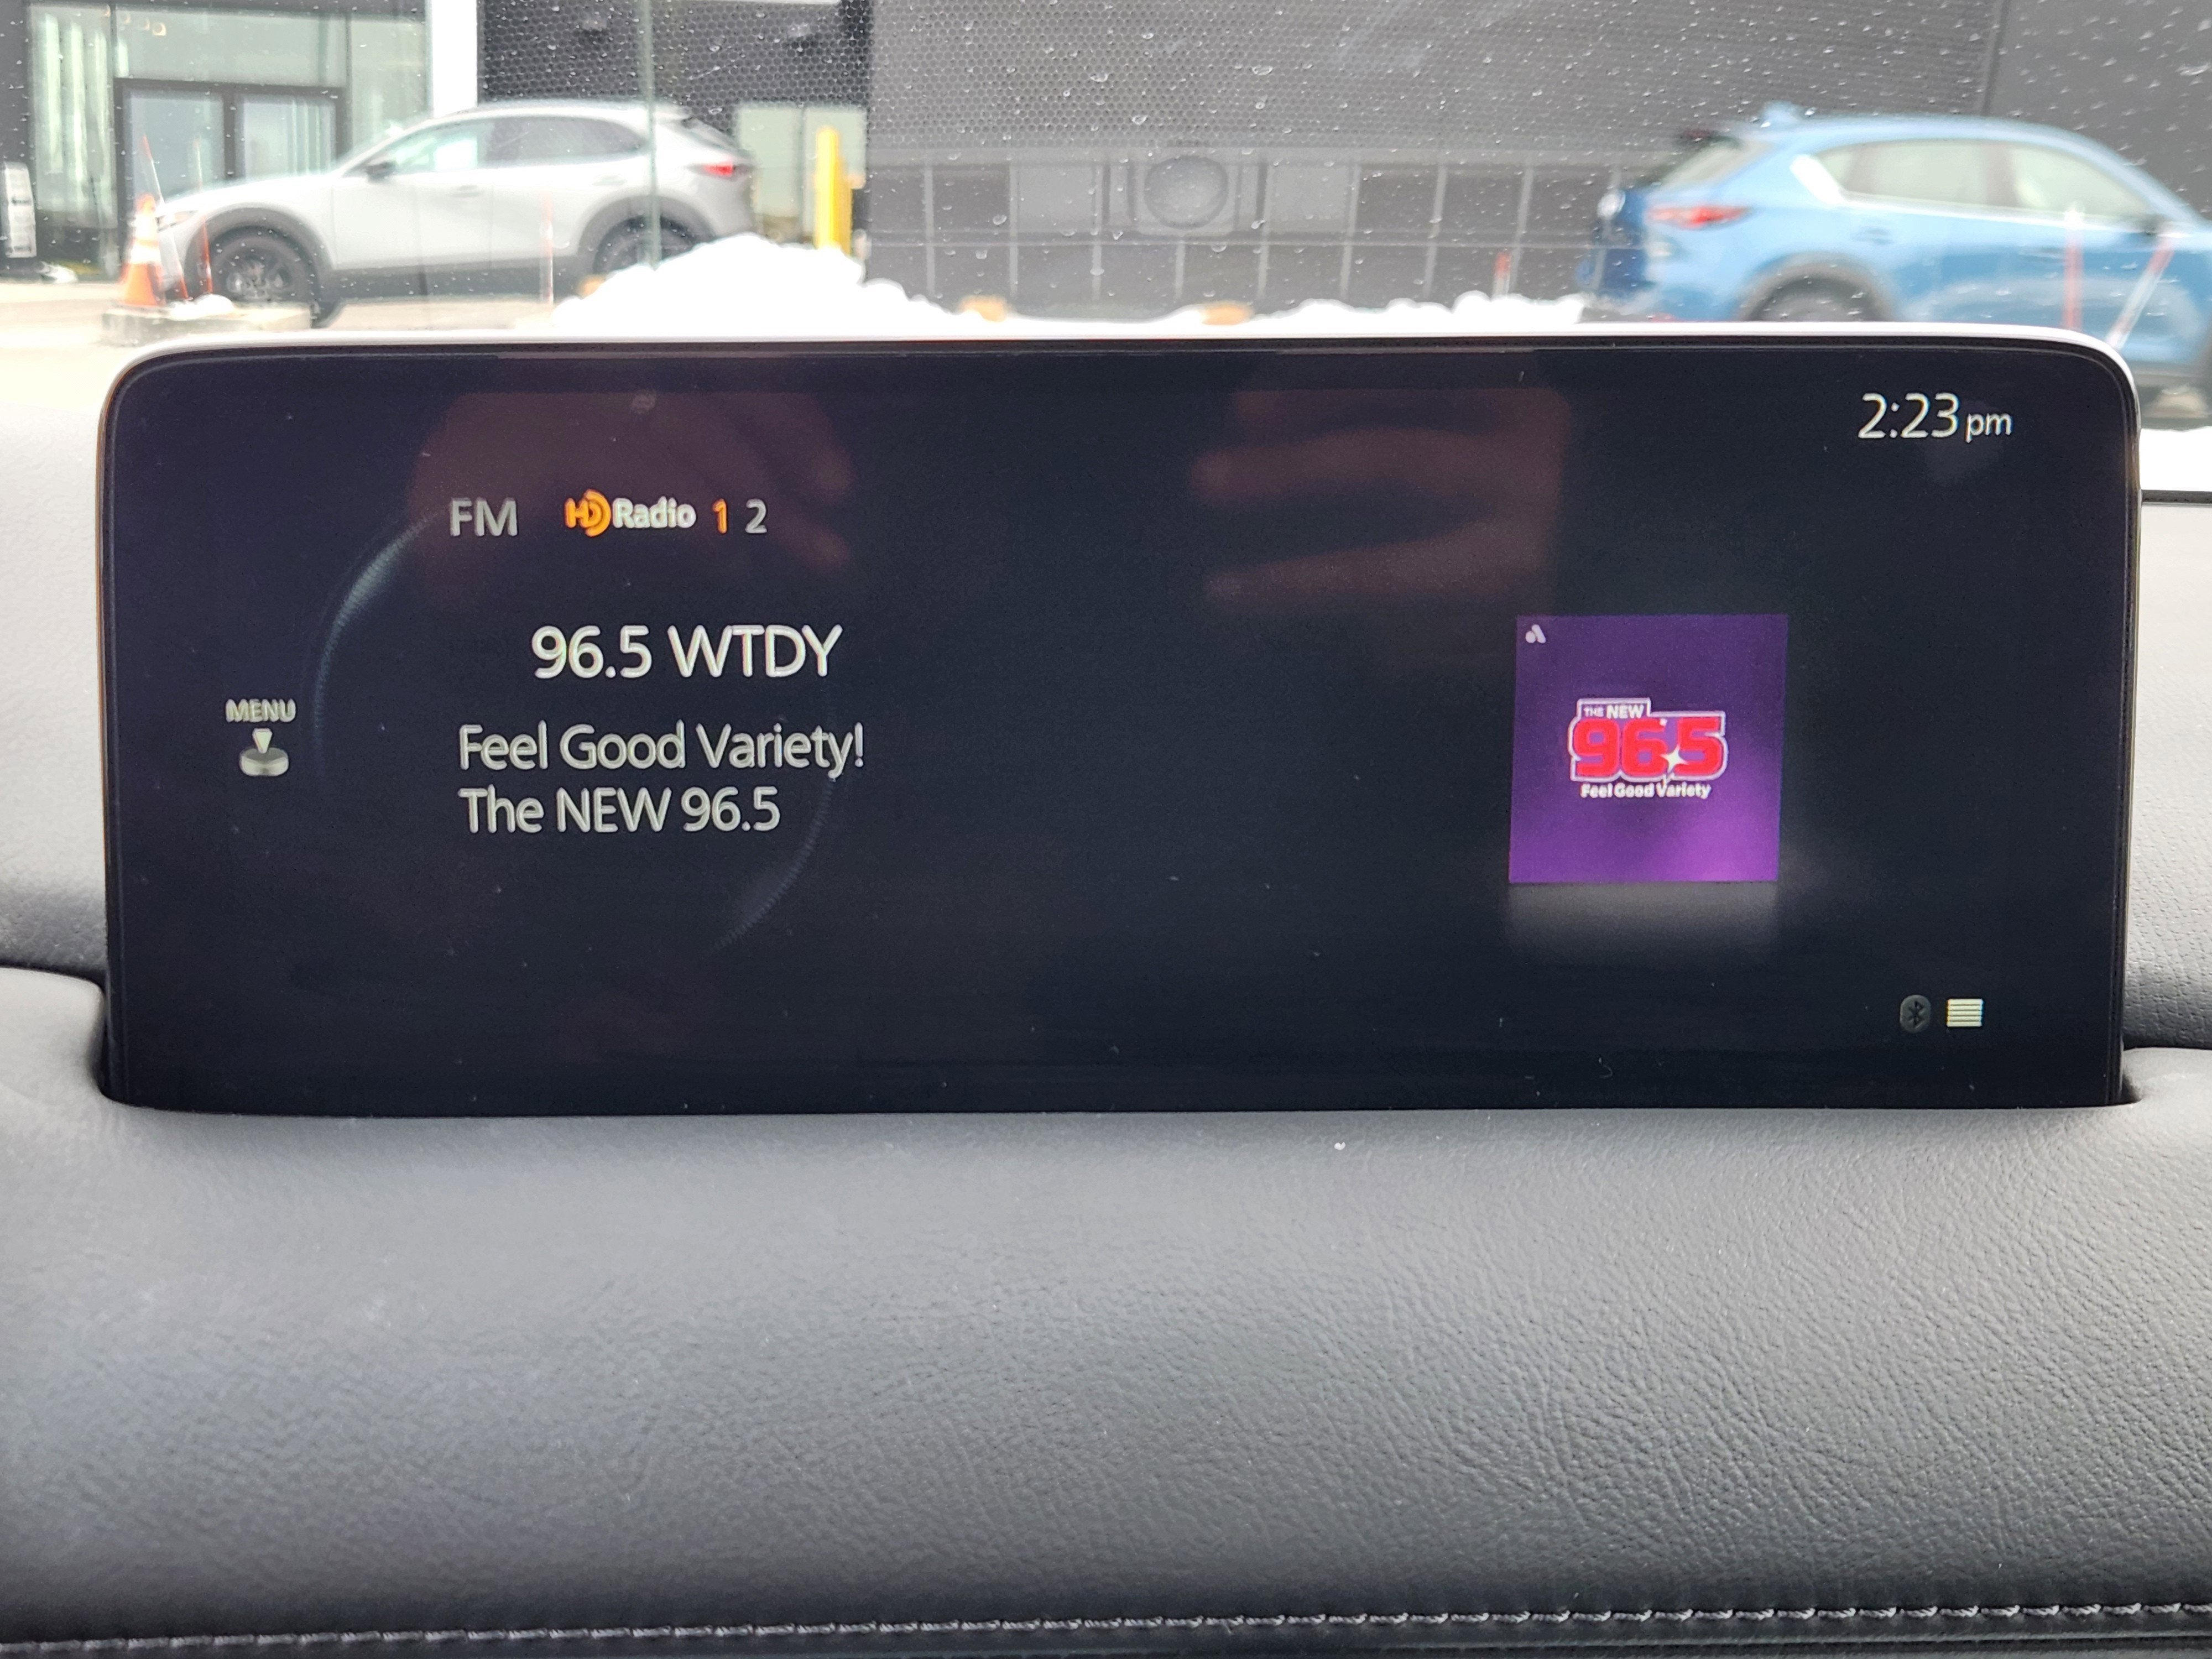 2:23 pm
FM HD Radio 1 2
96.5 WTDY
MENU
Feel Good Variety!
The NEW 96.5
THE NEW
96.5
Feel Good Variety